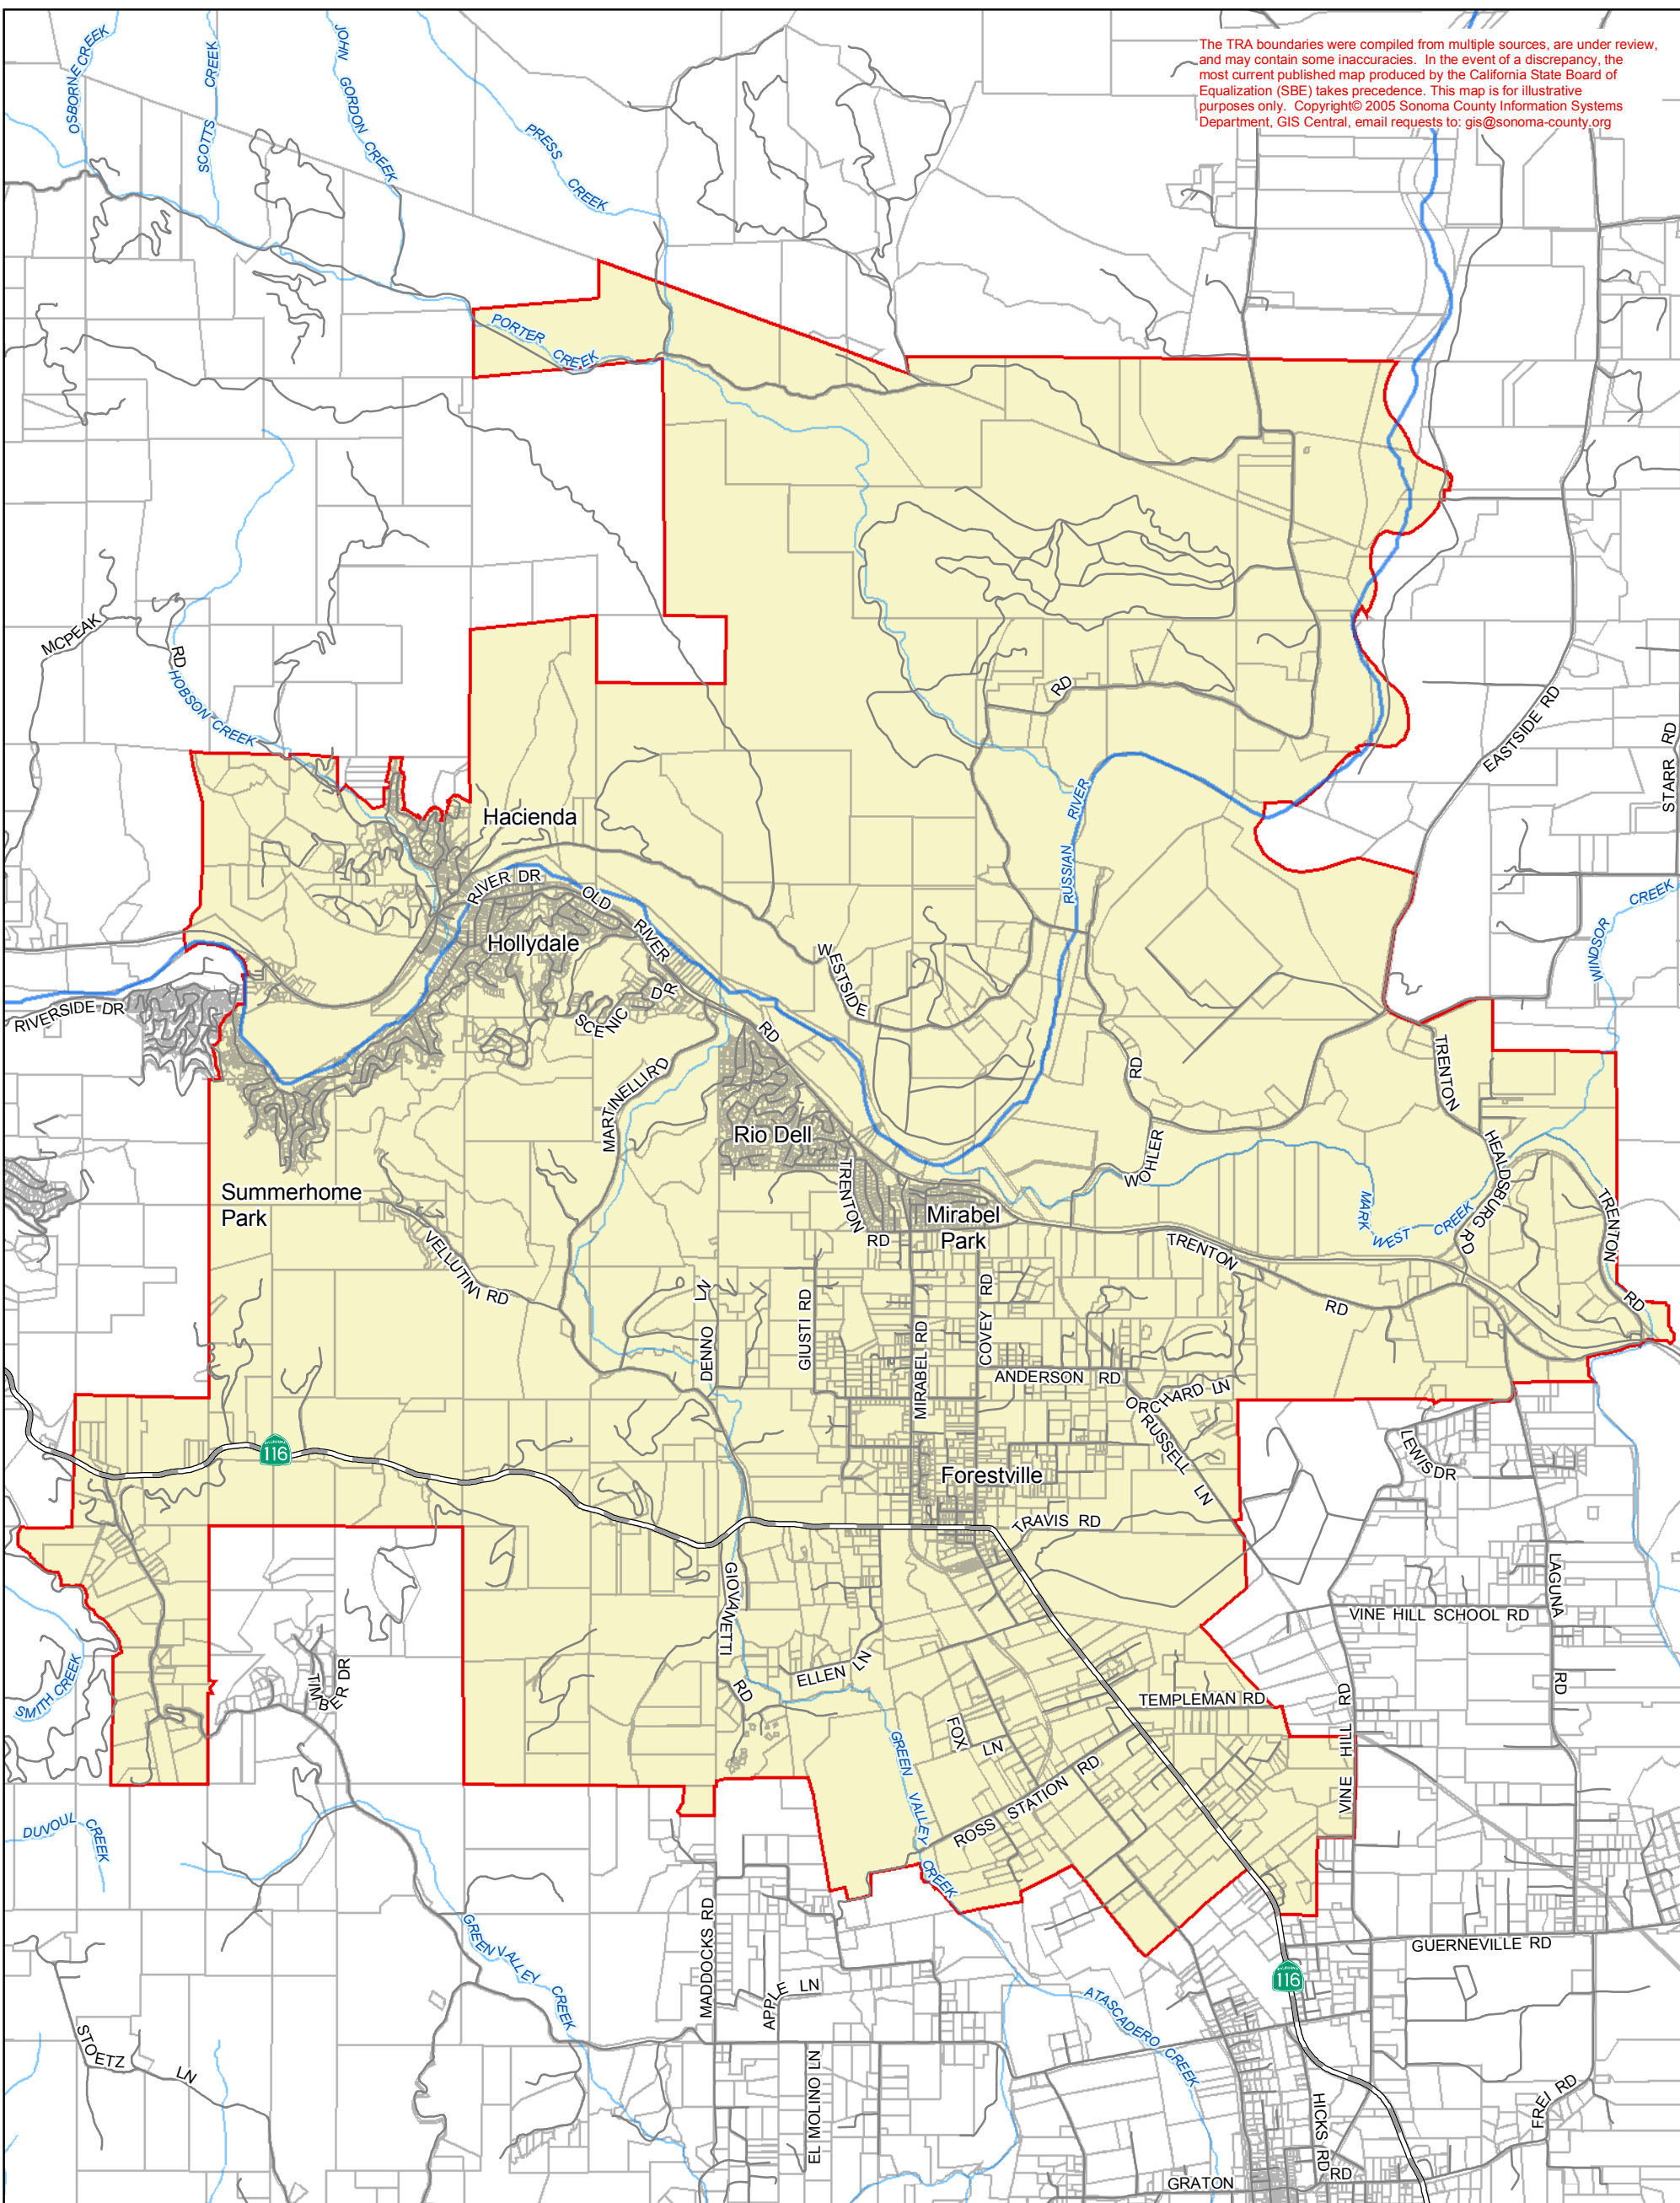 The TRA boundaries were compiled from multiple sources, are under review,
and may contain some inaccuracies. In the event of a discrepancy, the
most current published map produced by the California State Board of
Equalization (SBE) takes precedence. This map is for illustrative
purposes only. Copyright© 2005 Sonoma County Information Systems
Department, GIS Central, email requests to: gis@sonoma-county.org
OSBORNE CREEK
SCOTTS CREEK
JOHN GORDON CREEK
PRESS CREEK
PORTER CREEK
MCPEAK RD
HOBSON CREEK
RD
EASTSIDE RD
STARR RD
Hacienda
RUSSIAN RIVER
RIVER DR
OLD RIVER RD
Hollydale
WESTSIDE
WINDSOR CREEK
SCENIC DR
RIVERSIDE DR
MARTINELLI RD
RD
TRENTON
Rio Dell
WOHLER
HEALDSBURG RD
Summerhome
Park
TRENTON RD
Mirabel
Park
MARK WEST CREEK
TRENTON RD
VELLUTINI RD
TRENTON RD
DENNO LN
GIUSTI RD
MIRABEL RD
COVEY RD
ANDERSON RD
ORCHARD LN
RUSSELL LN
LEWIS DR
116
Forestville
TRAVIS RD
GIOVANETTI RD
LAGUNA RD
VINE HILL SCHOOL RD
SMITH CREEK
TIMBER DR
ELLEN LN
TEMPLEMAN RD
FOX LN
VINE HILL RD
GREEN VALLEY CREEK
ROSS STATION RD
DUVOUL CREEK
MADDOCKS RD
GREEN VALLEY CREEK
GUERNEVILLE RD
116
APPLE LN
ATASCADERO CREEK
STOETZ LN
EL MOLINO LN
HICKS RD
FREI RD
GRATON RD